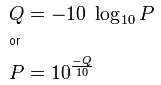 Q = −10 log₁₀ P
or
P = 10^(−Q/10)